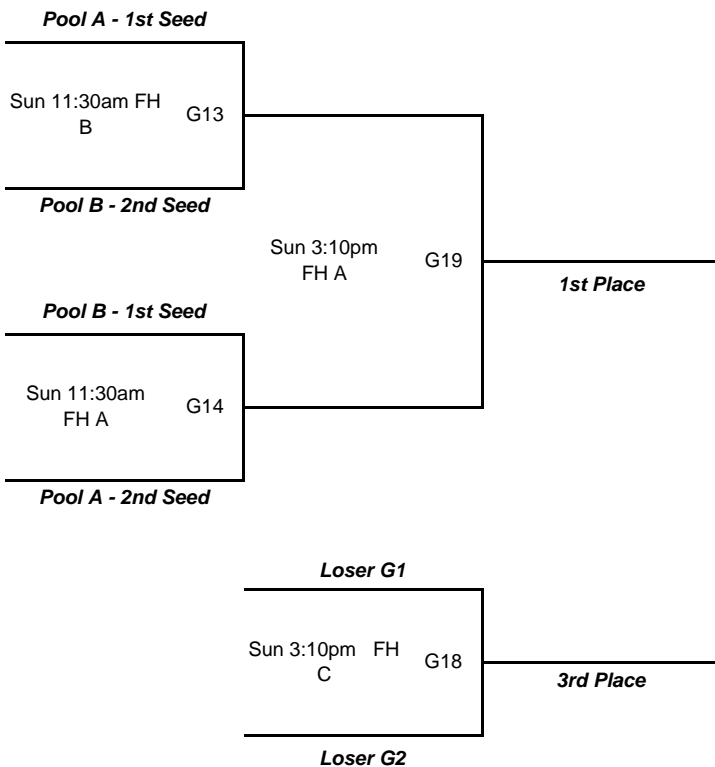 Pool A - 1st Seed
Sun 11:30am FH
B
G13
Pool B - 2nd Seed
Sun 3:10pm
FH A
G19
1st Place
Pool B - 1st Seed
Sun 11:30am
FH A
G14
Pool A - 2nd Seed
Loser G1
Sun 3:10pm FH
C
G18
3rd Place
Loser G2